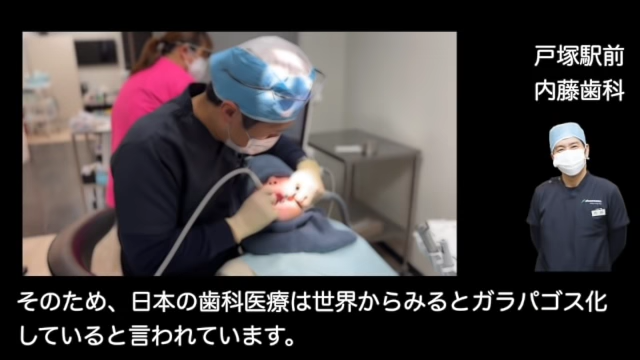 戸塚駅前
内藤歯科
そのため、日本の歯科医療は世界からみるとガラパゴス化
していると言われています。